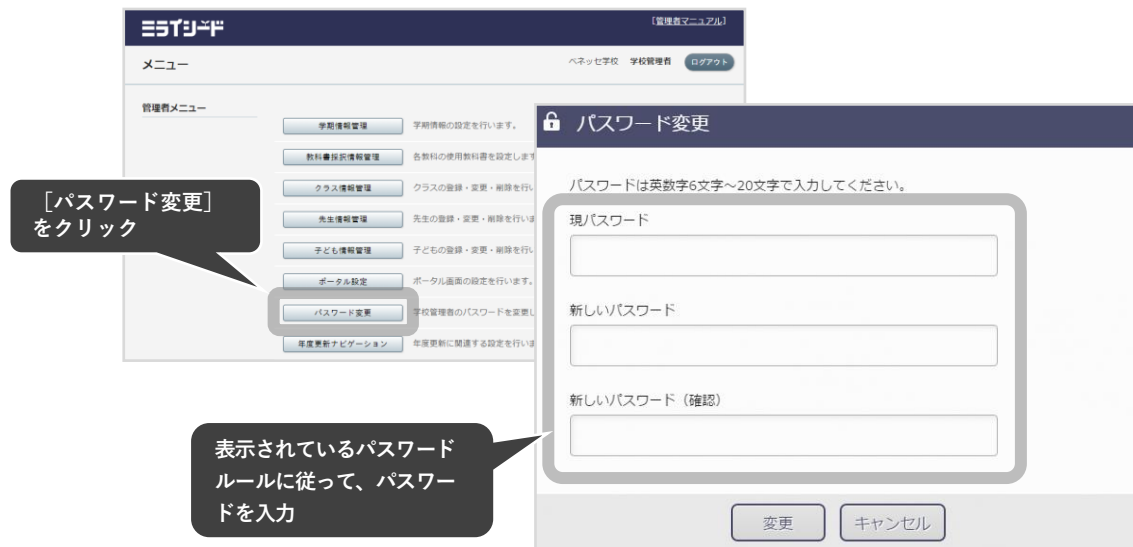 ミライシード
[管理者マニュアル]
メニュー
ベネッセ学校 学校管理者 ログアウト
管理者メニュー
学期情報管理 学期情報の設定を行います。
教科書採択情報管理 各教科の使用教科書を設定します
クラス情報管理 クラスの登録・変更・削除を行い
先生情報管理 先生の登録・変更・削除を行いま
子ども情報管理 子どもの登録・変更・削除を行い
ポータル設定 ポータル画面の設定を行います。
パスワード変更 学校管理者のパスワードを変更し
年度更新ナビゲーション 年度更新に関連する設定を行いま
［パスワード変更］
をクリック
パスワード変更
パスワードは英数字6文字～20文字で入力してください。
現パスワード
新しいパスワード
新しいパスワード（確認）
表示されているパスワード
ルールに従って、パスワー
ドを入力
変更 キャンセル